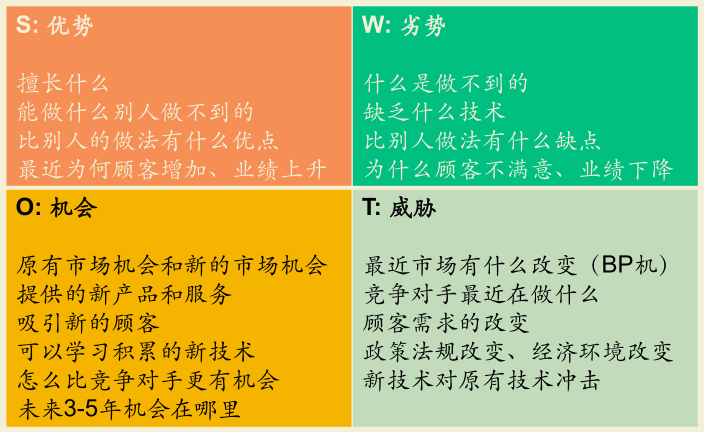 S: 优势
擅长什么
能做什么别人做不到的
比别人的做法有什么优点
最近为何顾客增加、业绩上升
W: 劣势
什么是做不到的
缺乏什么技术
比别人做法有什么缺点
为什么顾客不满意、业绩下降
O: 机会
原有市场机会和新的市场机会
提供的新产品和服务
吸引新的顾客
可以学习积累的新技术
怎么比竞争对手更有机会
未来3-5年机会在哪里
T: 威胁
最近市场有什么改变（BP机）
竞争对手最近在做什么
顾客需求的改变
政策法规改变、经济环境改变
新技术对原有技术冲击